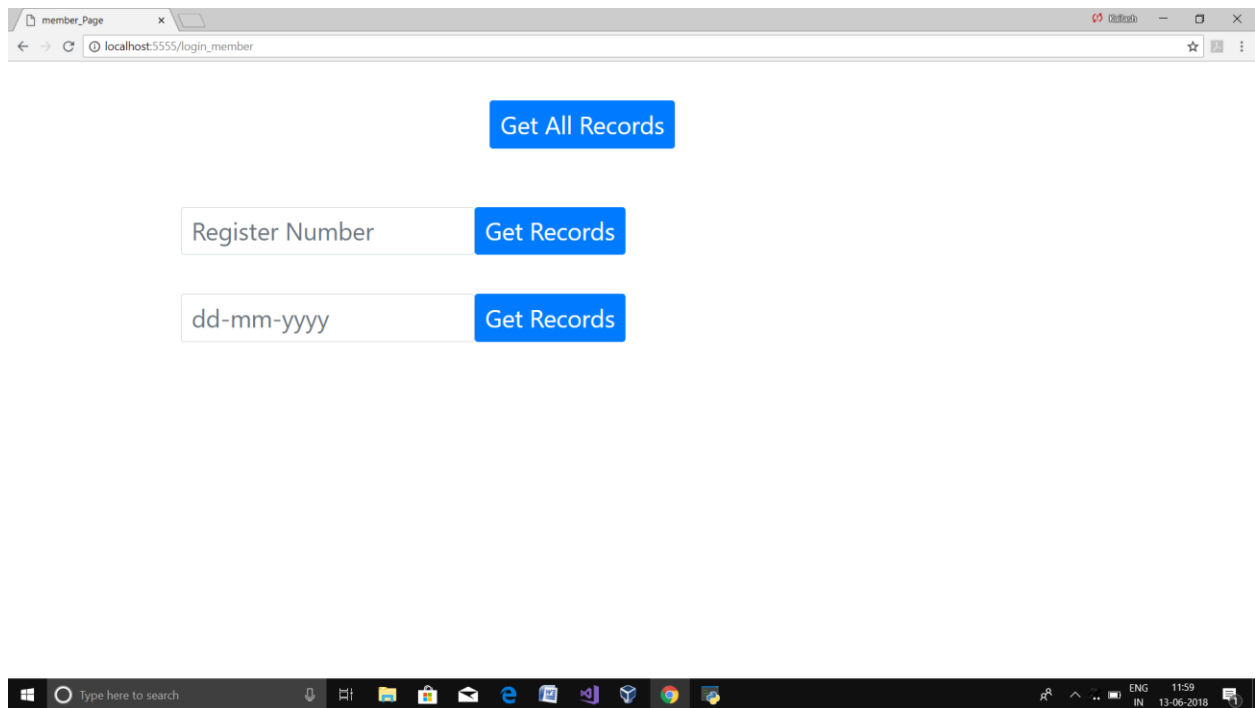 member_Page
localhost:5555/login_member
Get All Records
Register Number Get Records
dd-mm-yyyy Get Records
Type here to search
ENG 11:59
IN 13-06-2018
1